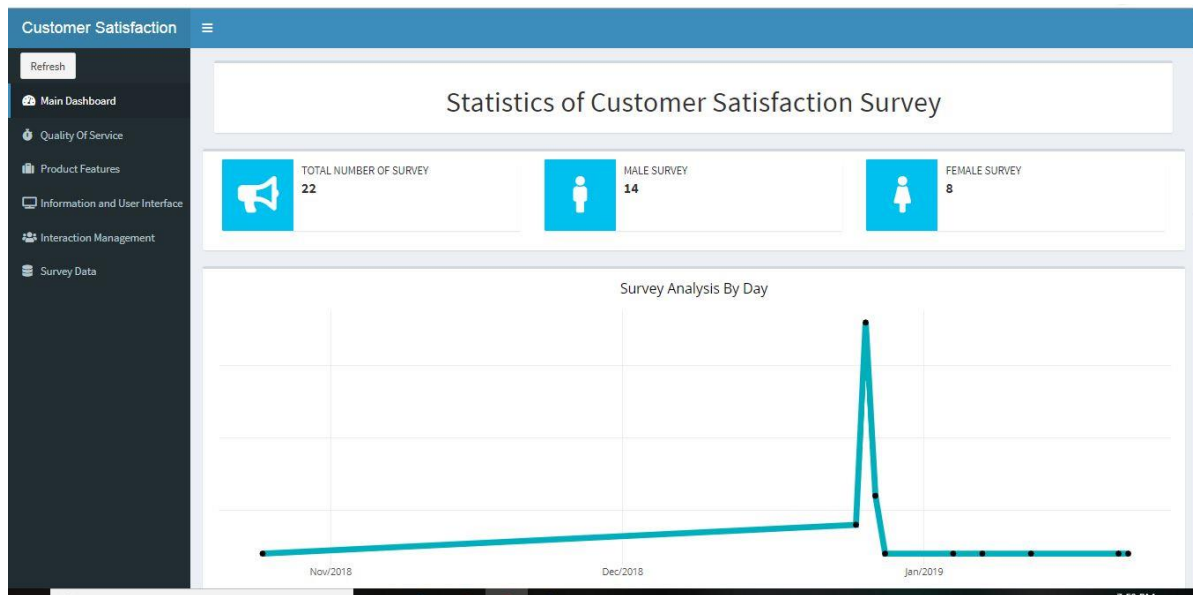 Customer Satisfaction
Refresh
Main Dashboard
Quality Of Service
Product Features
Information and User Interface
Interaction Management
Survey Data
Statistics of Customer Satisfaction Survey
TOTAL NUMBER OF SURVEY
22
MALE SURVEY
14
FEMALE SURVEY
8
Survey Analysis By Day
Nov/2018
Dec/2018
Jan/2019